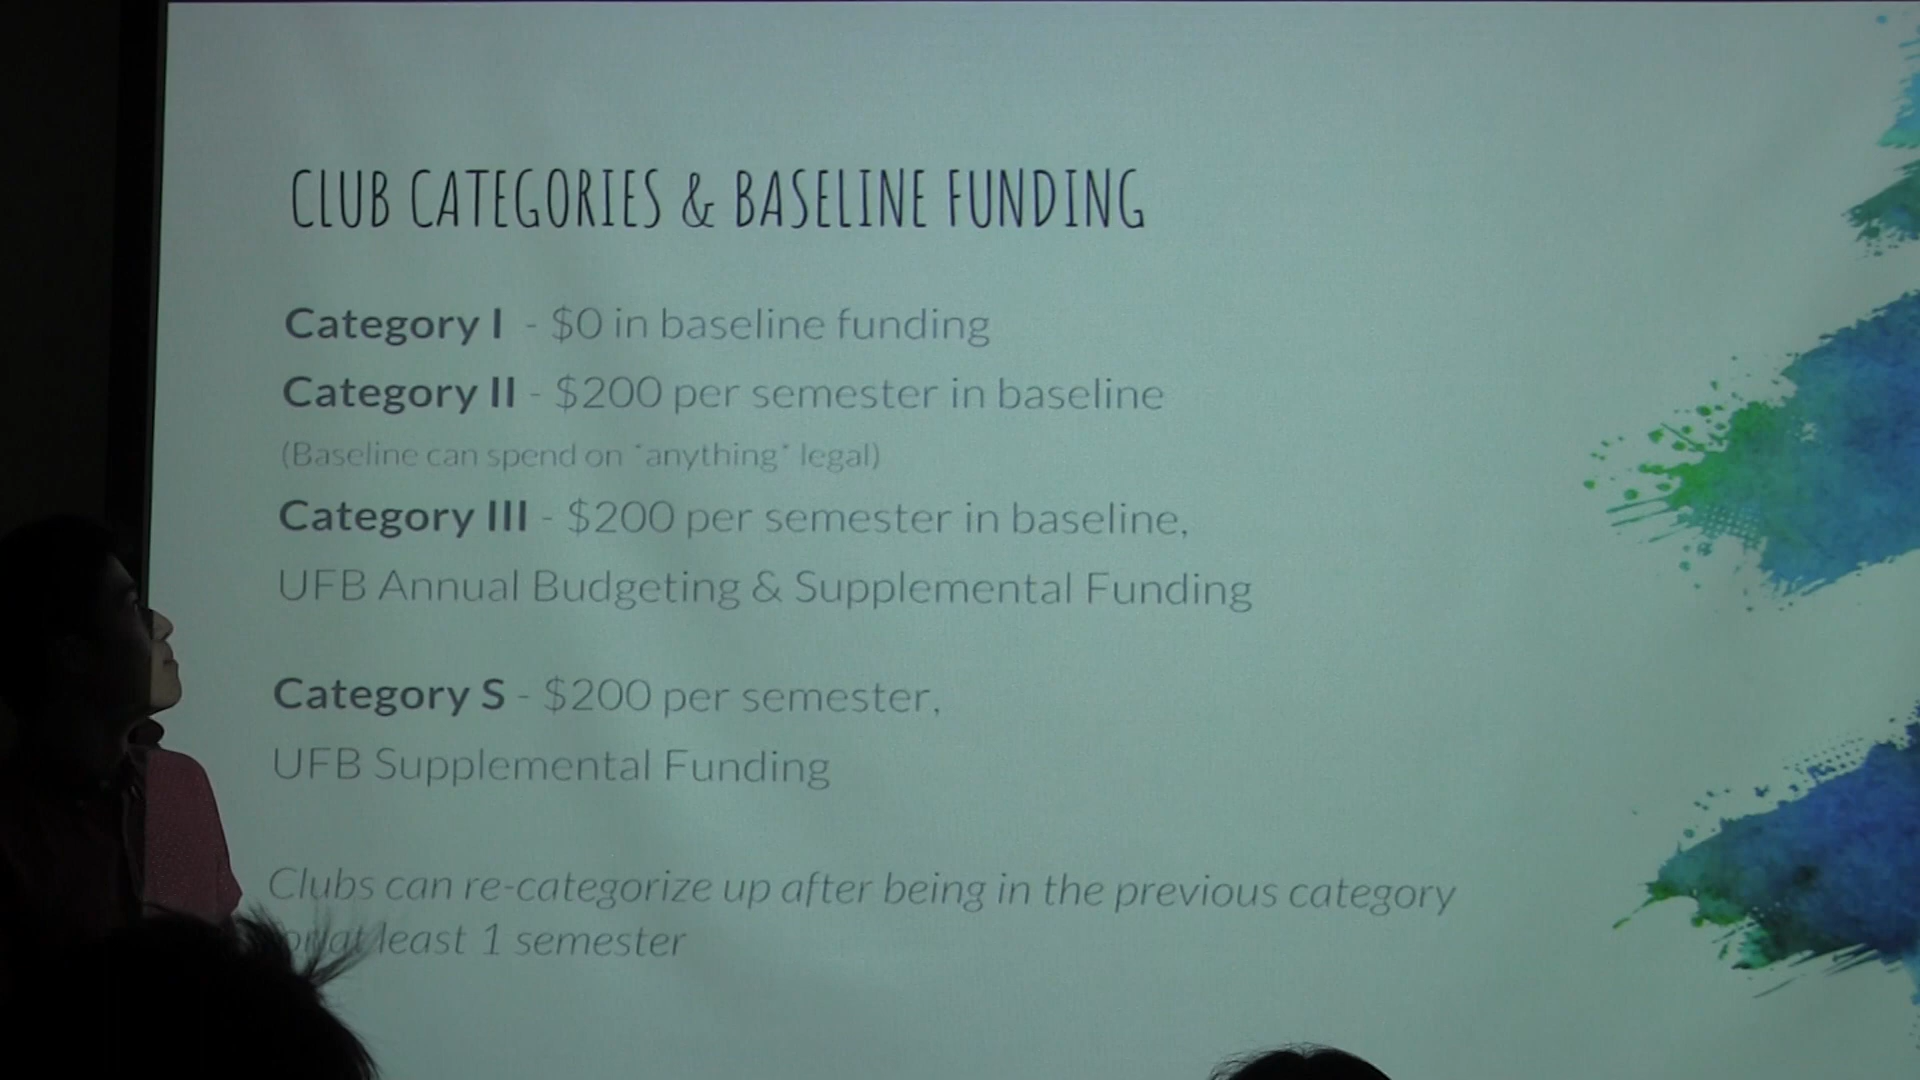 CLUB CATEGORIES & BASELINE FUNDING
Category I - $0 in baseline funding
Category II - $200 per semester in baseline
(Baseline can spend on *anything* legal)
Category III - $200 per semester in baseline,
UFB Annual Budgeting & Supplemental Funding
Category S - $200 per semester,
UFB Supplemental Funding
Clubs can re-categorize up after being in the previous category
at least 1 semester